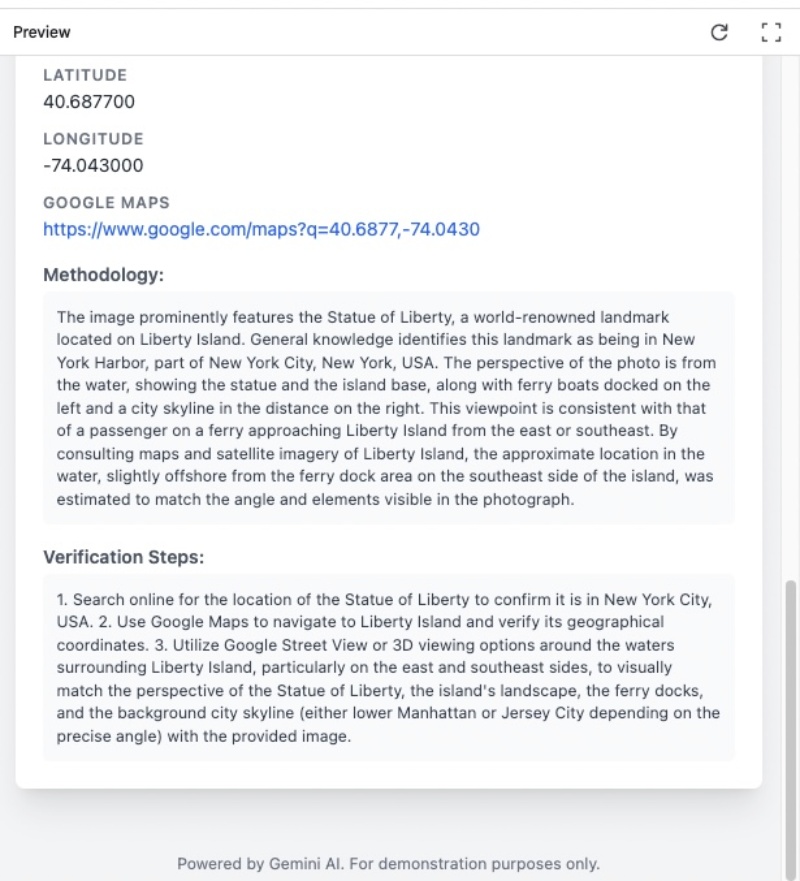 Preview
LATITUDE
40.687700
LONGITUDE
-74.043000
GOOGLE MAPS
https://www.google.com/maps?q=40.6877,-74.0430
Methodology:
The image prominently features the Statue of Liberty, a world-renowned landmark
located on Liberty Island. General knowledge identifies this landmark as being in New
York Harbor, part of New York City, New York, USA. The perspective of the photo is from
the water, showing the statue and the island base, along with ferry boats docked on the
left and a city skyline in the distance on the right. This viewpoint is consistent with that
of a passenger on a ferry approaching Liberty Island from the east or southeast. By
consulting maps and satellite imagery of Liberty Island, the approximate location in the
water, slightly offshore from the ferry dock area on the southeast side of the island, was
estimated to match the angle and elements visible in the photograph.
Verification Steps:
1. Search online for the location of the Statue of Liberty to confirm it is in New York City,
USA. 2. Use Google Maps to navigate to Liberty Island and verify its geographical
coordinates. 3. Utilize Google Street View or 3D viewing options around the waters
surrounding Liberty Island, particularly on the east and southeast sides, to visually
match the perspective of the Statue of Liberty, the island's landscape, the ferry docks,
and the background city skyline (either lower Manhattan or Jersey City depending on the
precise angle) with the provided image.
Powered by Gemini AI. For demonstration purposes only.